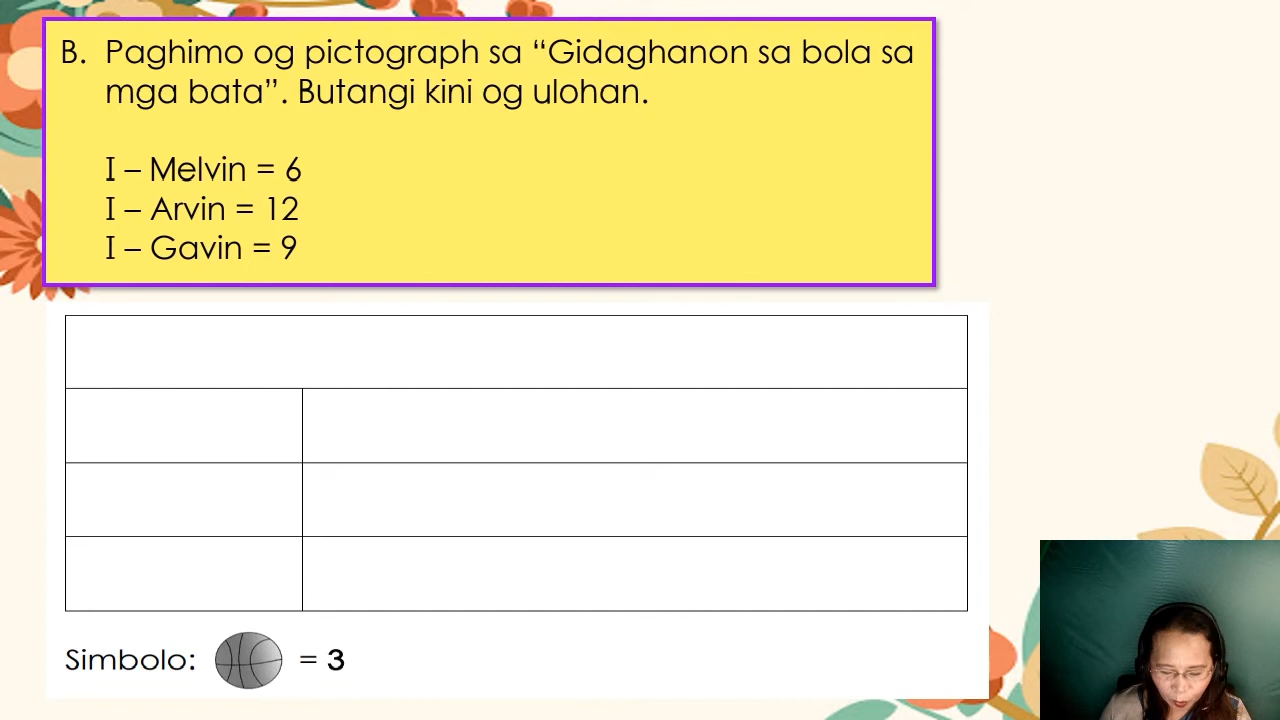 B. Paghimo og pictograph sa “Gidaghanon sa bola sa
mga bata”. Butangi kini og ulohan.
I – Melvin = 6
I – Arvin = 12
I – Gavin = 9
Simbolo: = 3